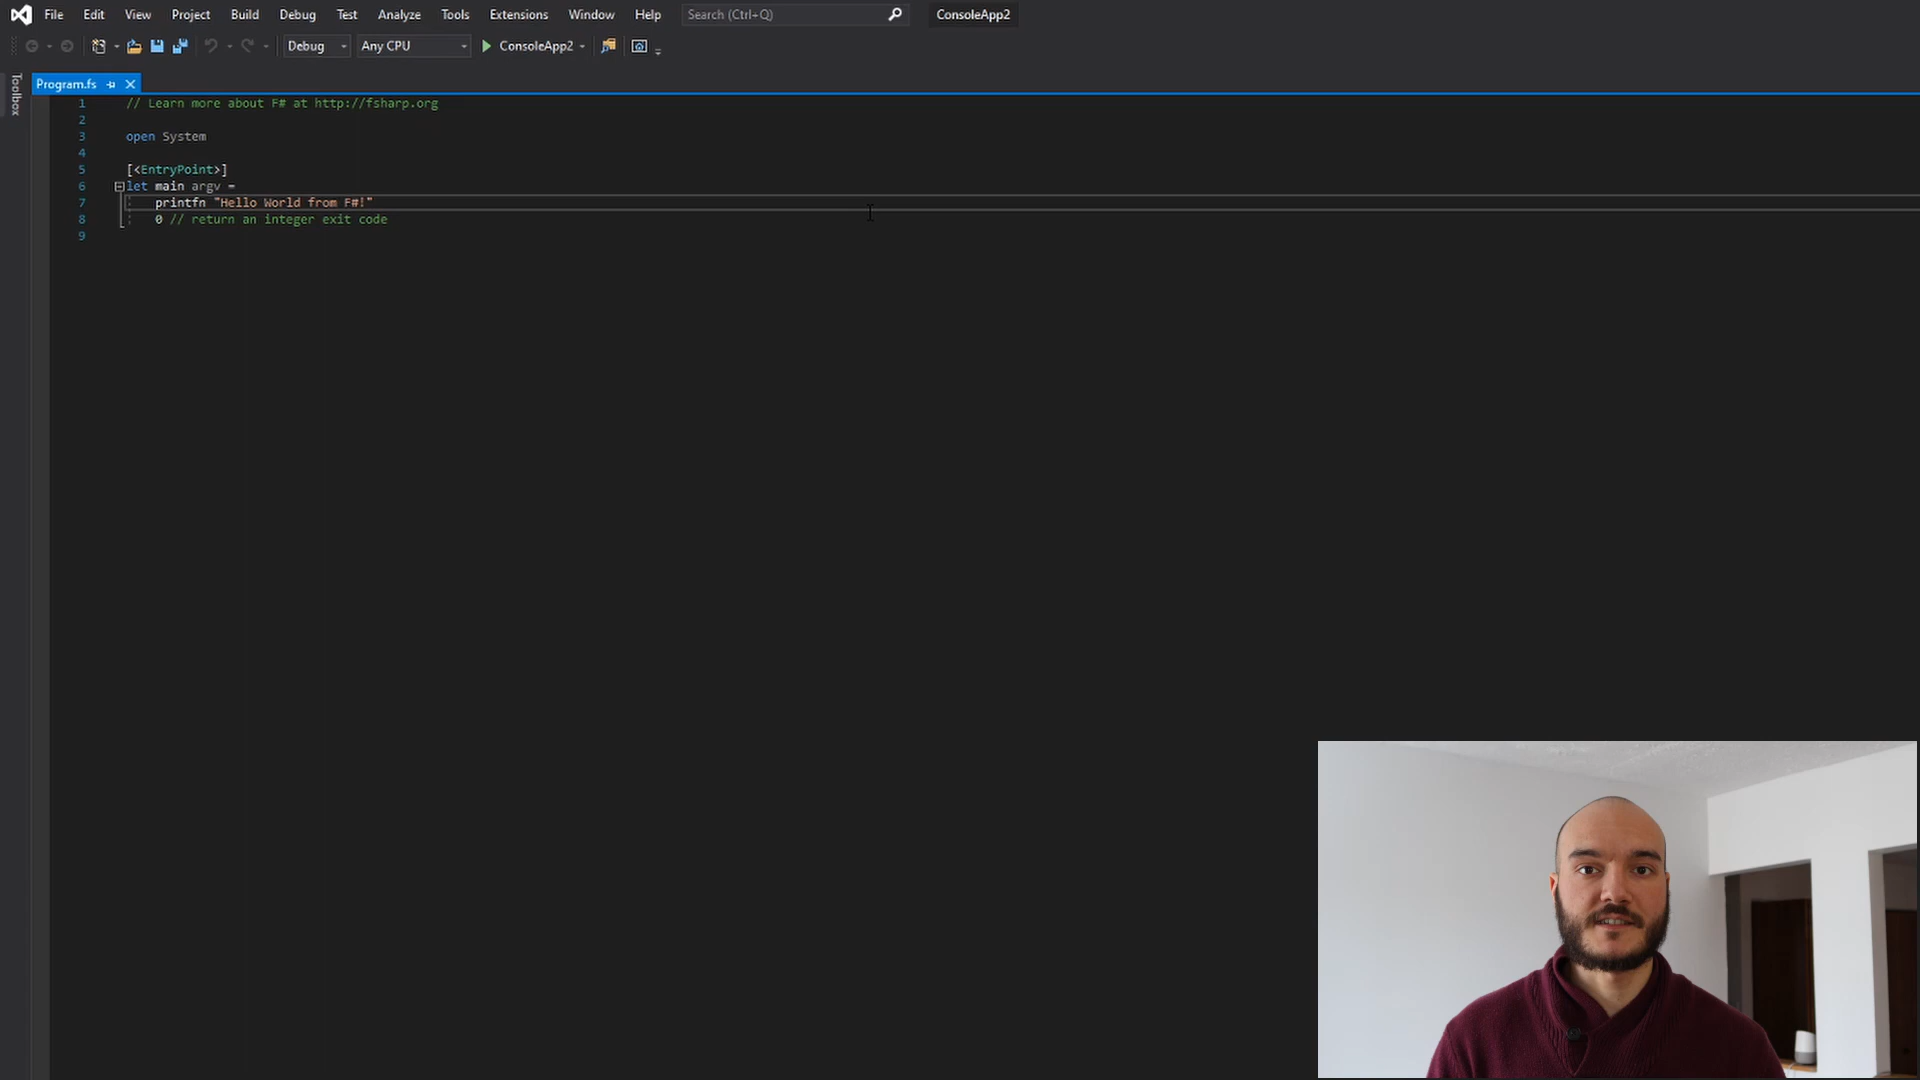 File Edit View Project Build Debug Test Analyze Tools Extensions Window Help Search (Ctrl+Q) ConsoleApp2
Debug Any CPU ConsoleApp2
Toolbox
Program.fs
1 // Learn more about F# at http://fsharp.org
2
3 open System
4
5 [<EntryPoint>]
6 let main argv =
7 printfn "Hello World from F#!"
8 0 // return an integer exit code
9